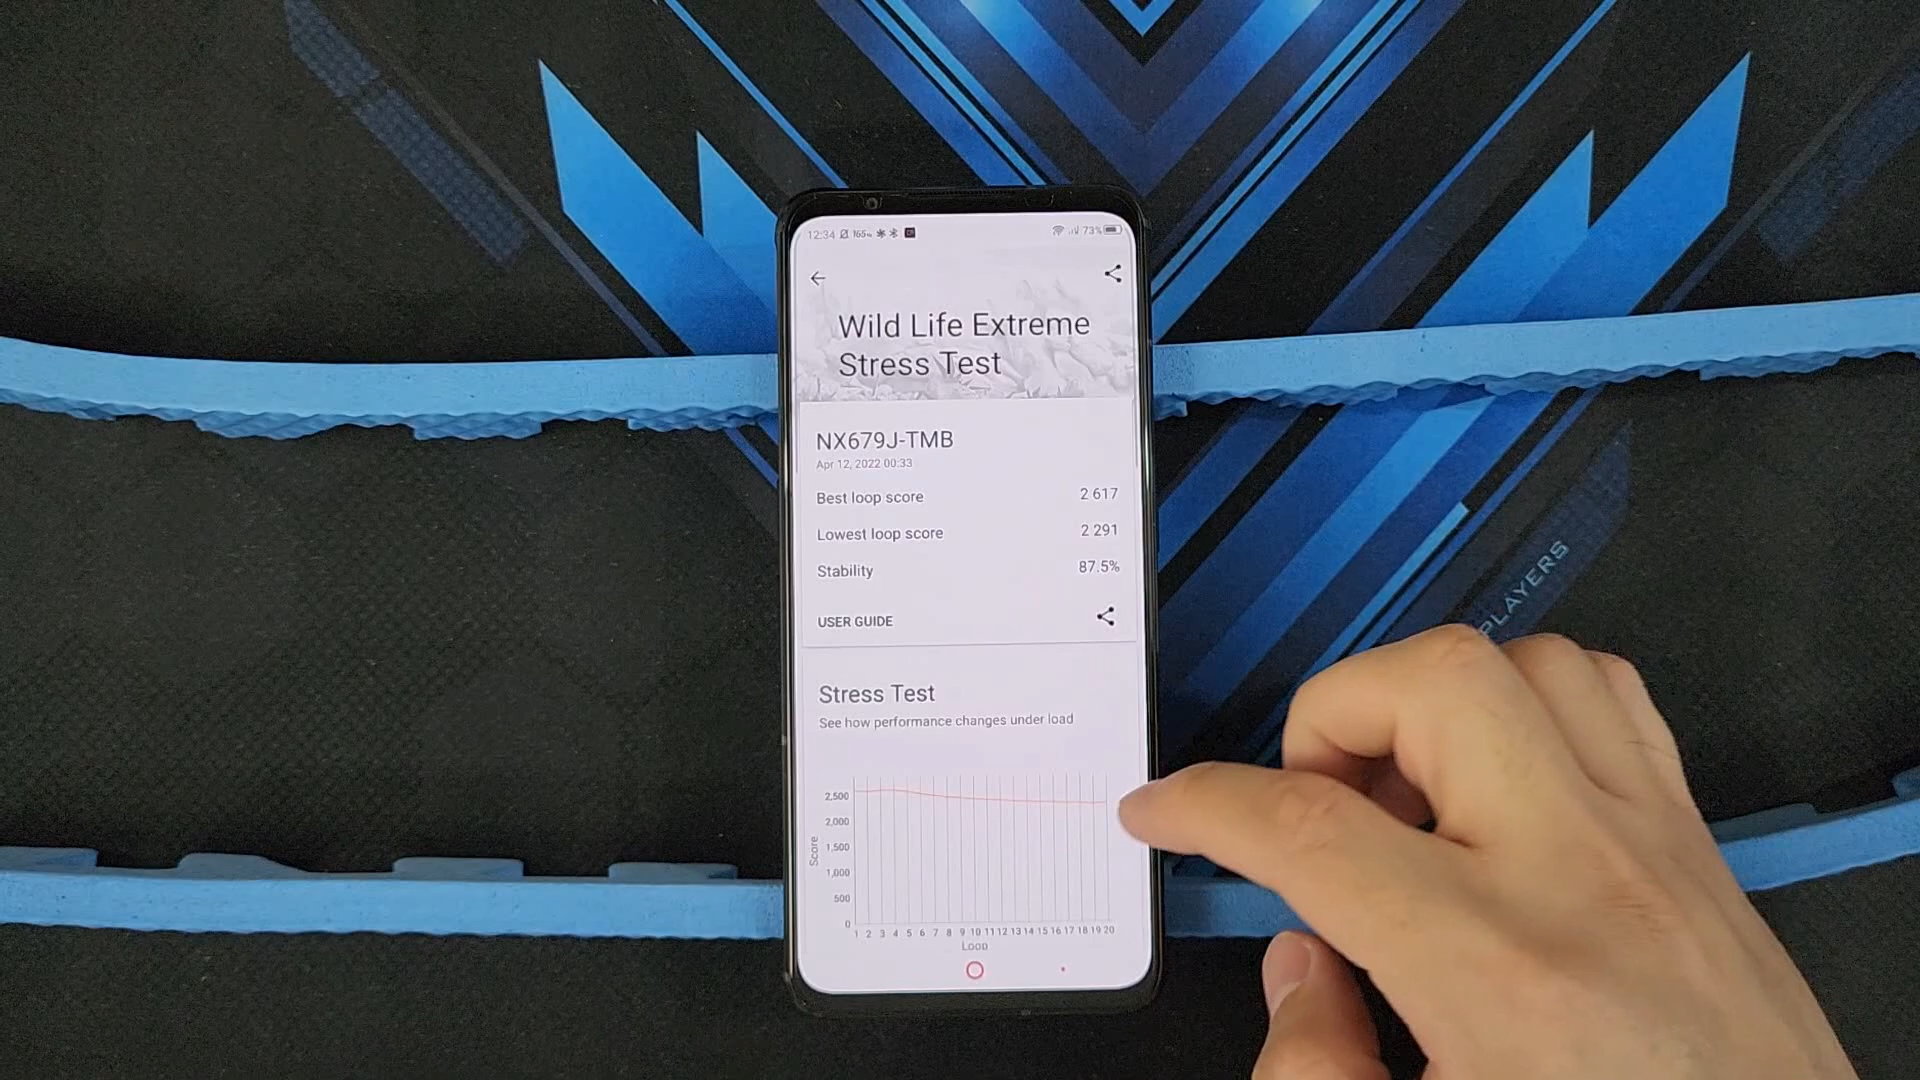 12:34 165Hz 73%
Wild Life Extreme
Stress Test
NX679J-TMB
Apr 12, 2022 00:33
Best loop score 2 617
Lowest loop score 2 291
Stability 87.5%
USER GUIDE
Stress Test
See how performance changes under load
2,500
2,000
1,500
1,000
500
0
Score
1 2 3 4 5 6 7 8 9 10 11 12 13 14 15 16 17 18 19 20
Loop
PLAYERS